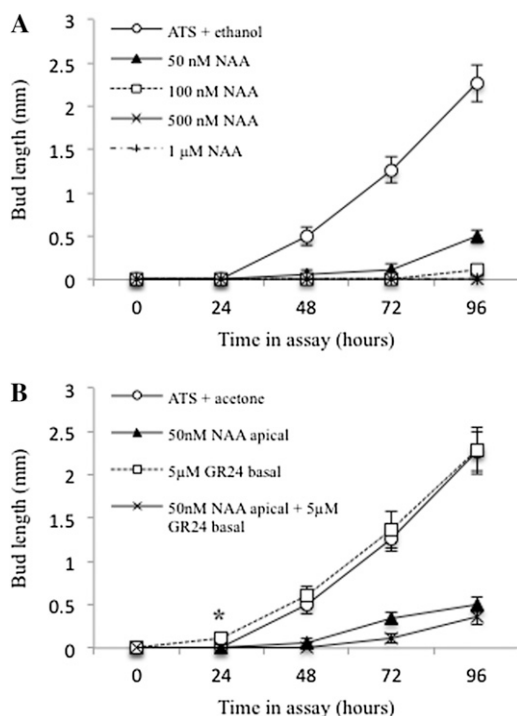 A
ATS + ethanol
50 nM NAA
100 nM NAA
500 nM NAA
1 µM NAA
Bud length (mm)
3
2.5
2
1.5
1
0.5
0
0 24 48 72 96
Time in assay (hours)
B
ATS + acetone
50nM NAA apical
5µM GR24 basal
50nM NAA apical + 5µM
GR24 basal
Bud length (mm)
3
2.5
2
1.5
1
0.5
0
*
0 24 48 72 96
Time in assay (hours)